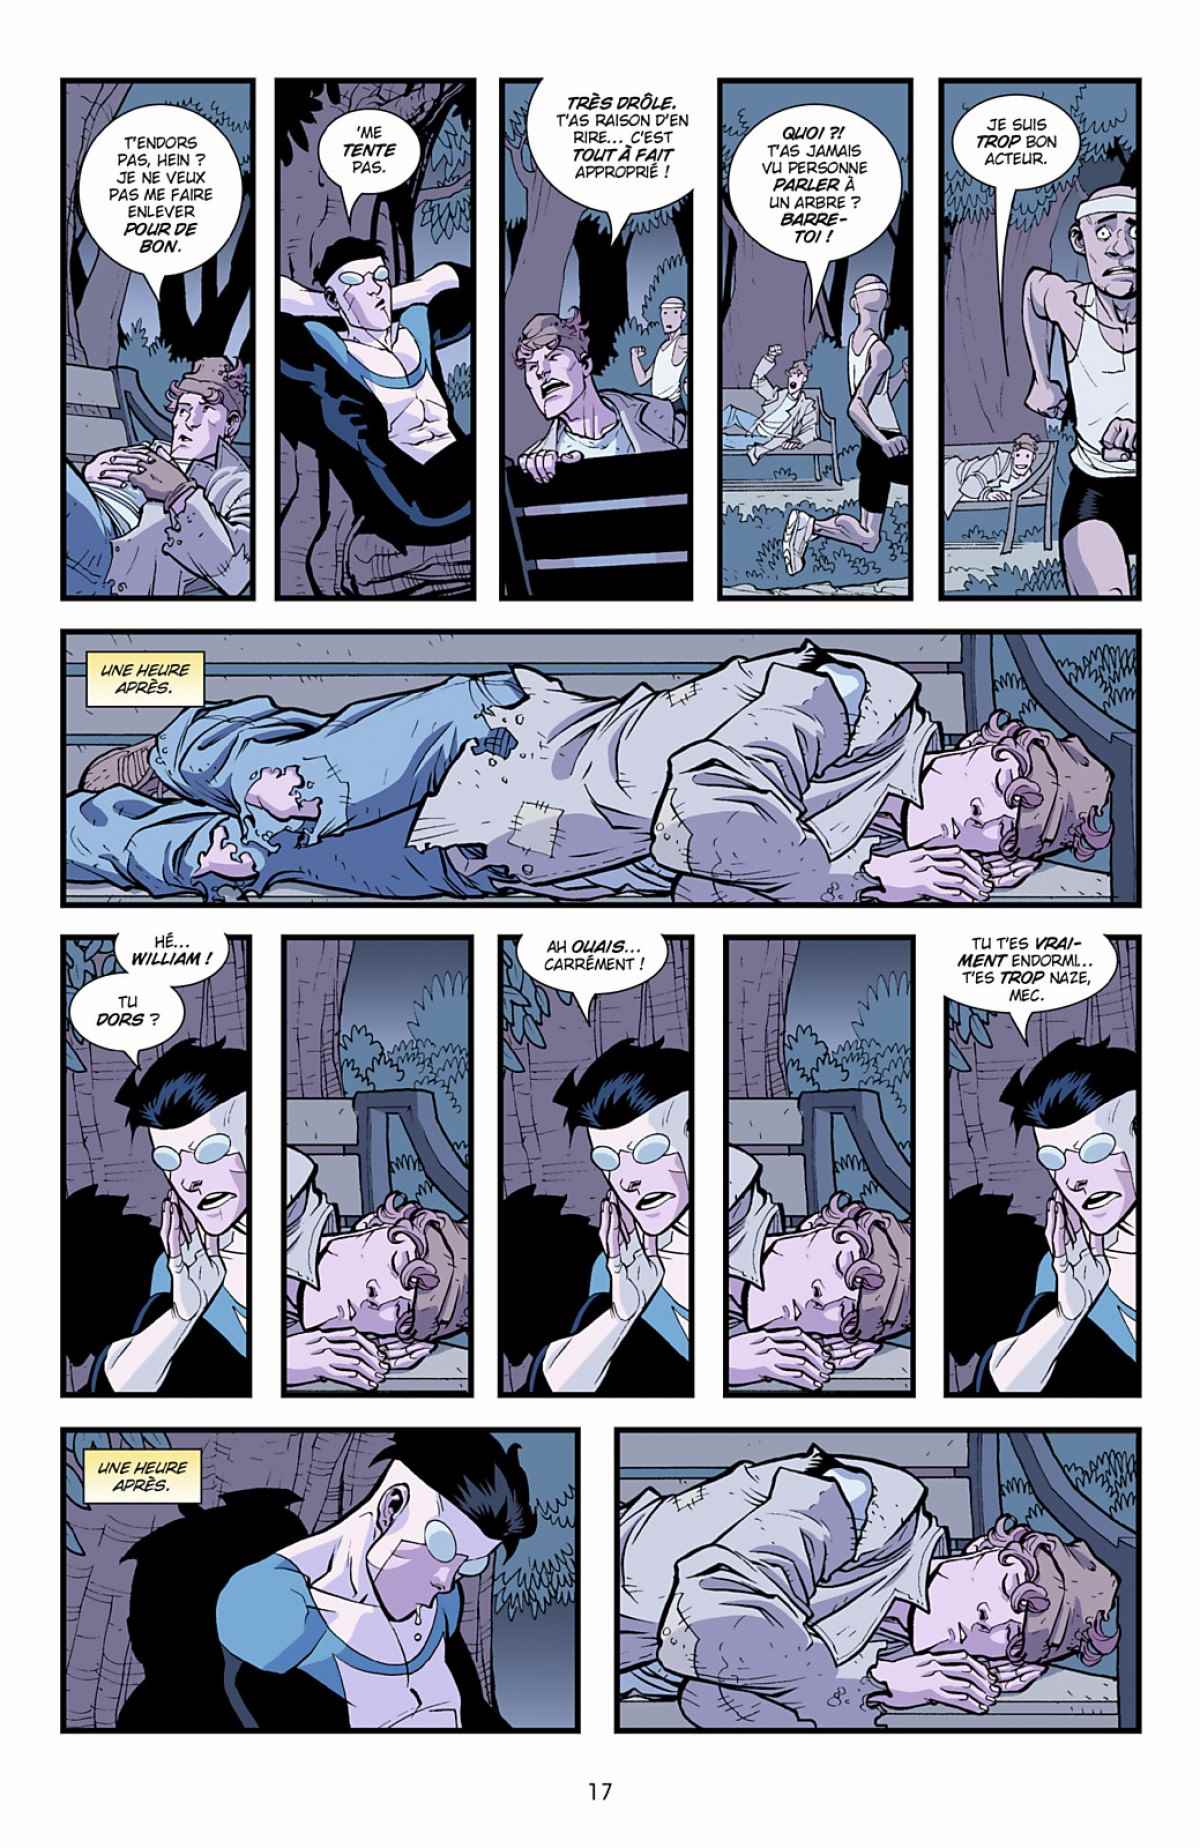 T'ENDORS
PAS, HEIN ?
JE NE VEUX
PAS ME FAIRE
ENLEVER
POUR DE
BON.
'ME
TENTE
PAS.
TRÈS DRÔLE.
T'AS RAISON D'EN
RIRE... C'EST
TOUT À FAIT
APPROPRIÉ !
QUOI ?!
T'AS JAMAIS
VU PERSONNE
PARLER À
UN ARBRE ?
BARRE-
TOI !
JE SUIS
TROP BON
ACTEUR.
UNE HEURE
APRÈS.
HÉ...
WILLIAM !
TU
DORS ?
AH OUAIS...
CARRÉMENT !
TU T'ES VRAI-
MENT ENDORMI...
T'ES TROP NAZE,
MEC.
UNE HEURE
APRÈS.
17